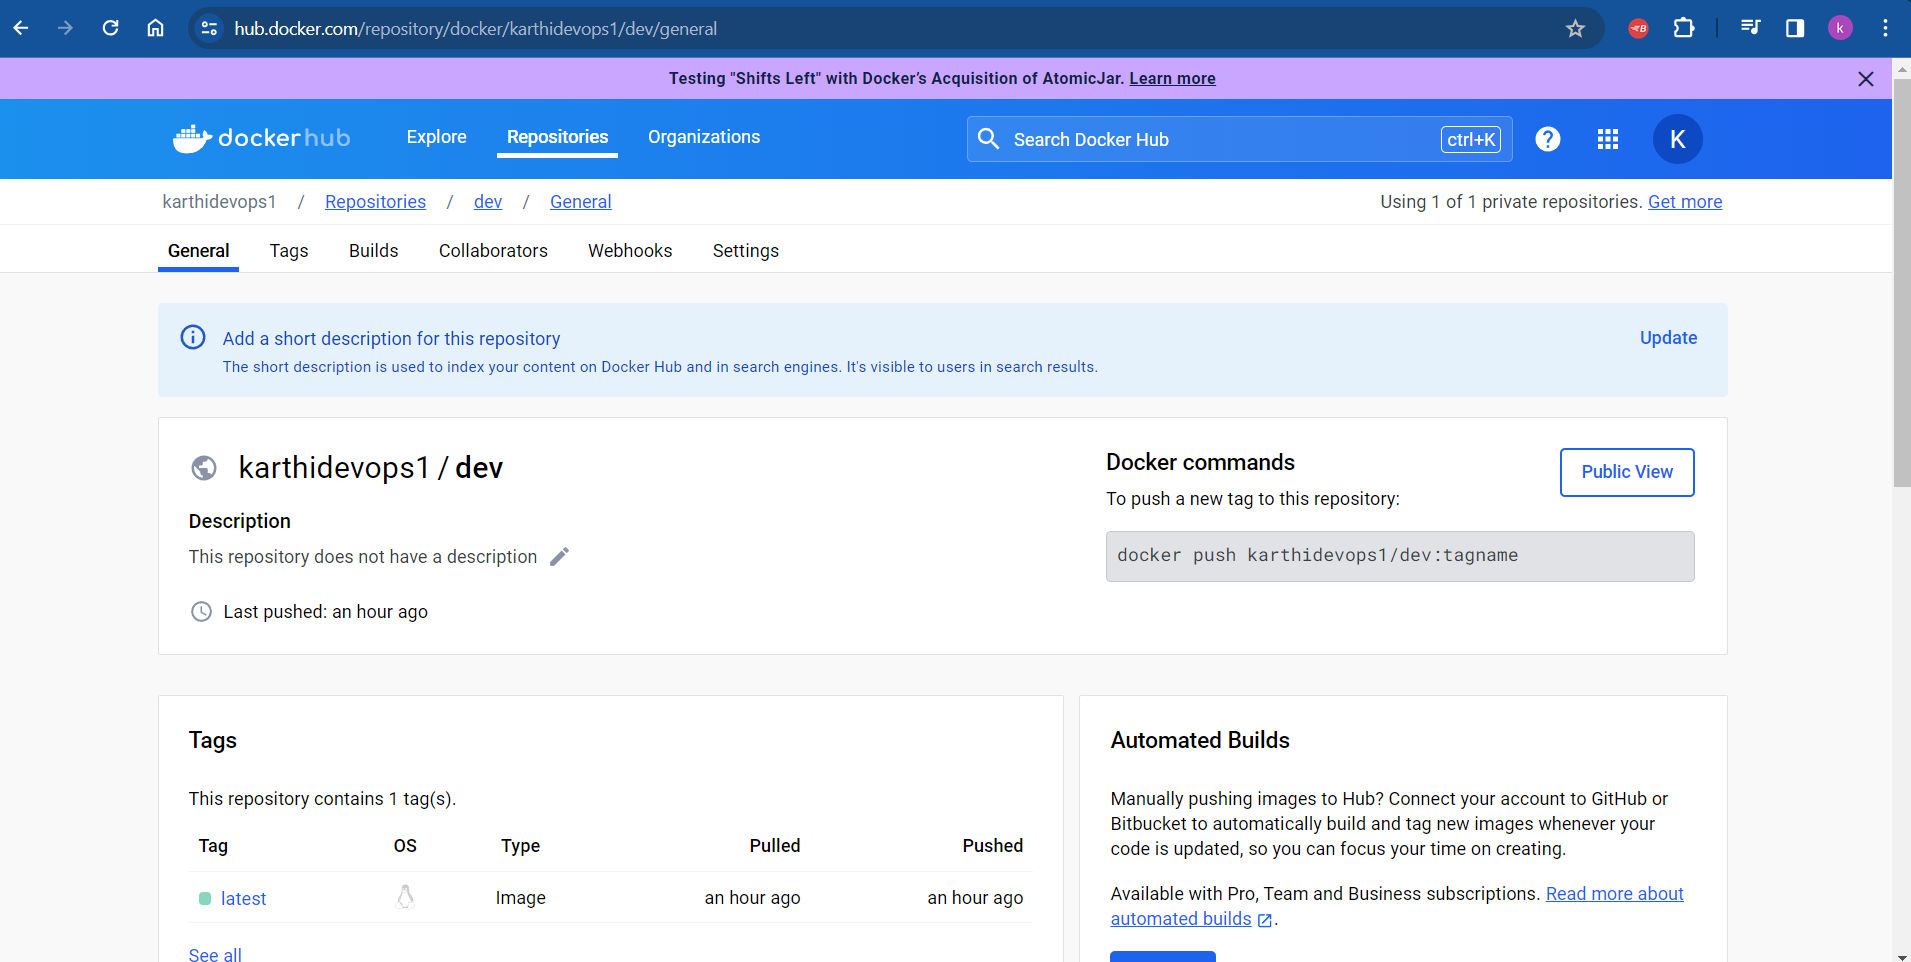 hub.docker.com/repository/docker/karthidevops1/dev/general
k
Testing "Shifts Left" with Docker’s Acquisition of AtomicJar. Learn more
dockerhub Explore Repositories Organizations Search Docker Hub ctrl+K ? K
karthidevops1 / Repositories / dev / General Using 1 of 1 private repositories. Get more
General Tags Builds Collaborators Webhooks Settings
Add a short description for this repository Update
The short description is used to index your content on Docker Hub and in search engines. It's visible to users in search results.
karthidevops1 / dev
Description
This repository does not have a description
Last pushed: an hour ago
Docker commands Public View
To push a new tag to this repository:
docker push karthidevops1/dev:tagname
Tags
This repository contains 1 tag(s).
Tag OS Type Pulled Pushed
latest Image an hour ago an hour ago
See all
Automated Builds
Manually pushing images to Hub? Connect your account to GitHub or
Bitbucket to automatically build and tag new images whenever your
code is updated, so you can focus your time on creating.
Available with Pro, Team and Business subscriptions. Read more about
automated builds .